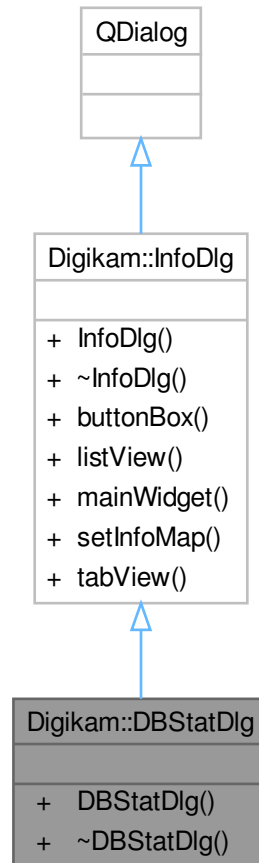 QDialog
Digikam::InfoDlg
+ InfoDlg()
+ ~InfoDlg()
+ buttonBox()
+ listView()
+ mainWidget()
+ setInfoMap()
+ tabView()
Digikam::DBStatDlg
+ DBStatDlg()
+ ~DBStatDlg()